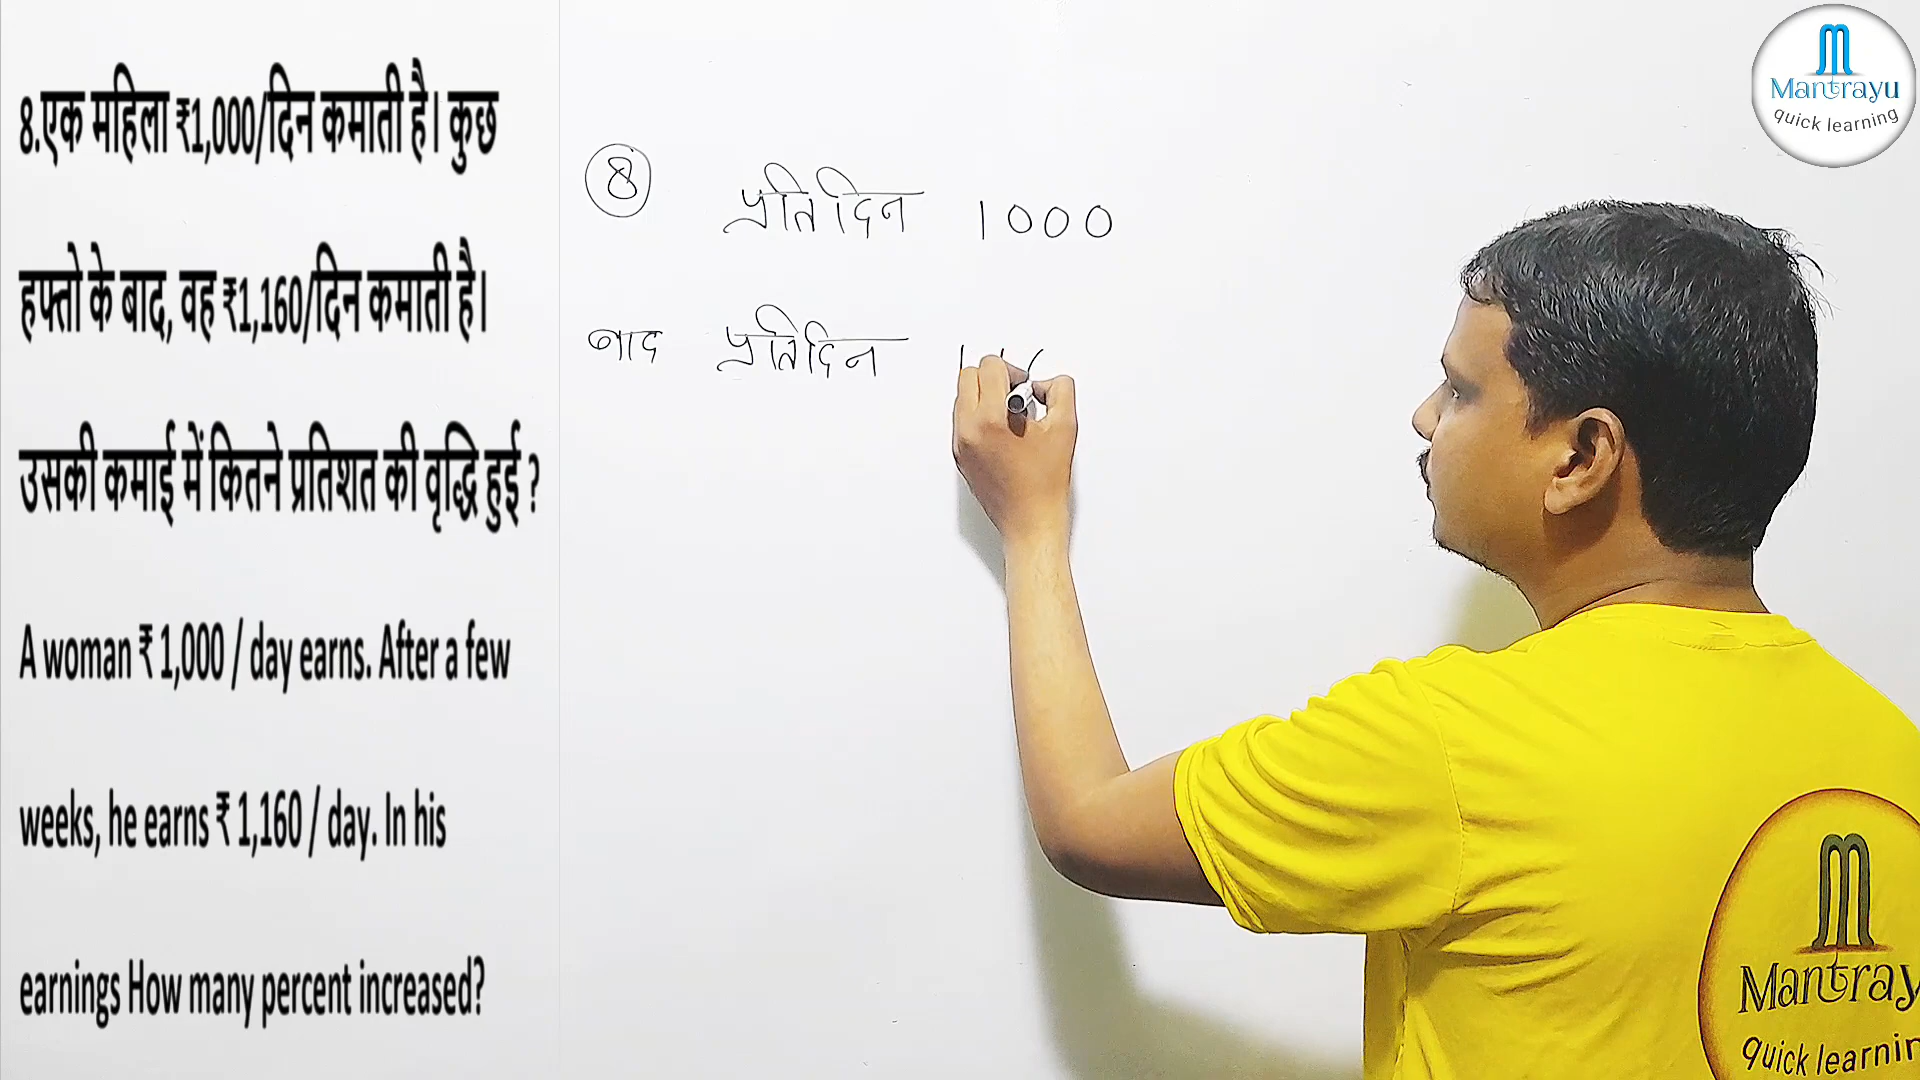 8.एक महिला ₹1,000/दिन कमाती है। कुछ
हफ्तो के बाद, वह ₹1,160/दिन कमाती है।
उसकी कमाई में कितने प्रतिशत की वृद्धि हुई ?
A woman ₹ 1,000 / day earns. After a few
weeks, he earns ₹ 1,160 / day. In his
earnings How many percent increased?
8 प्रतिदिन 1000
बाद प्रतिदिन 11
Mantrayu
quick learning
Mantray
quick learnin